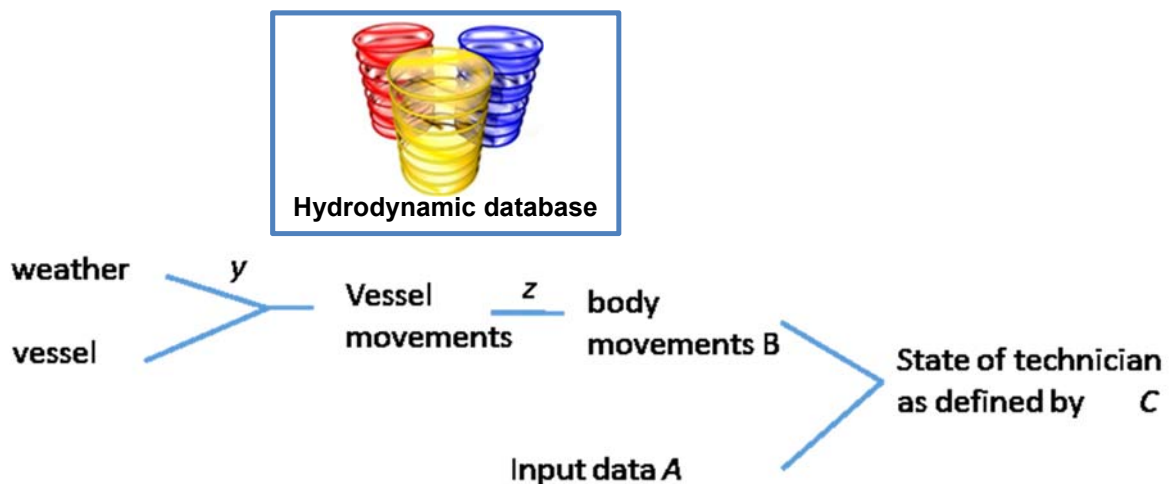 Hydrodynamic database
weather
y
vessel
Vessel
movements
z
body
movements B
State of technician
as defined by C
Input data A